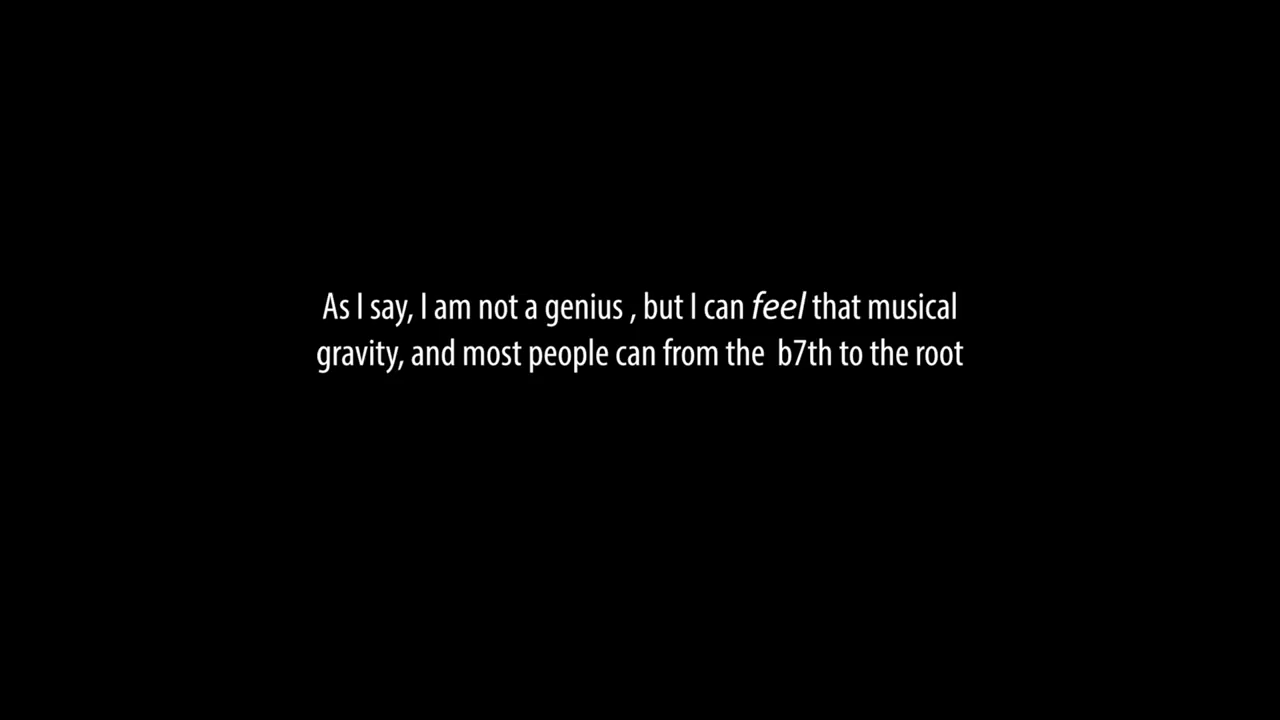 As I say, I am not a genius , but I can feel that musical
gravity, and most people can from the  b7th to the root